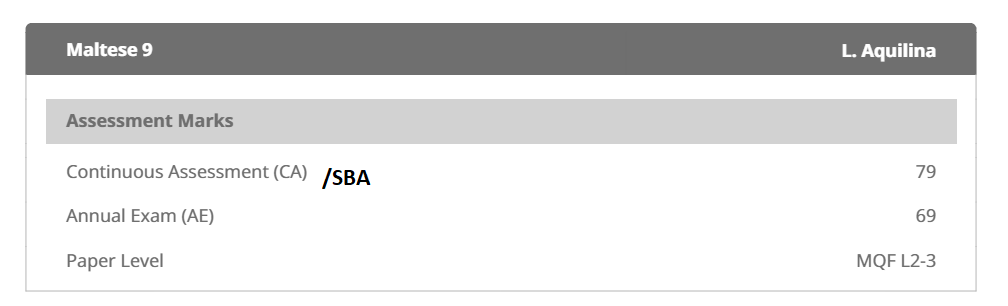 Maltese 9 L. Aquilina
Assessment Marks
Continuous Assessment (CA) /SBA 79
Annual Exam (AE) 69
Paper Level MQF L2-3